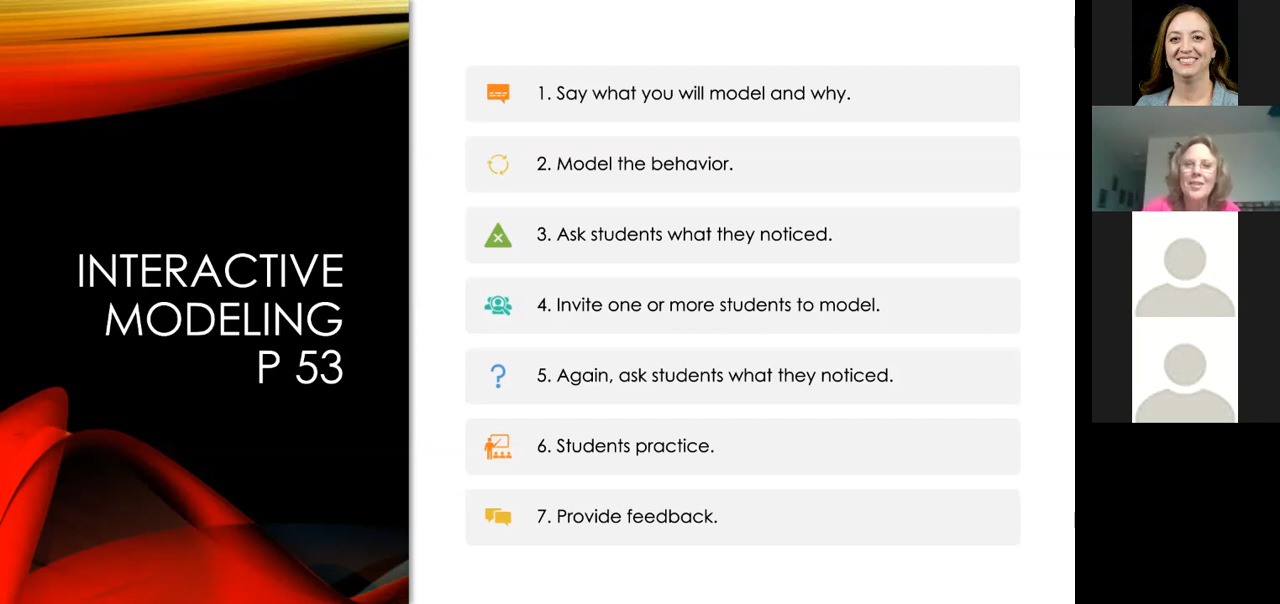 INTERACTIVE
MODELING
P 53
1. Say what you will model and why.
2. Model the behavior.
3. Ask students what they noticed.
4. Invite one or more students to model.
5. Again, ask students what they noticed.
6. Students practice.
7. Provide feedback.